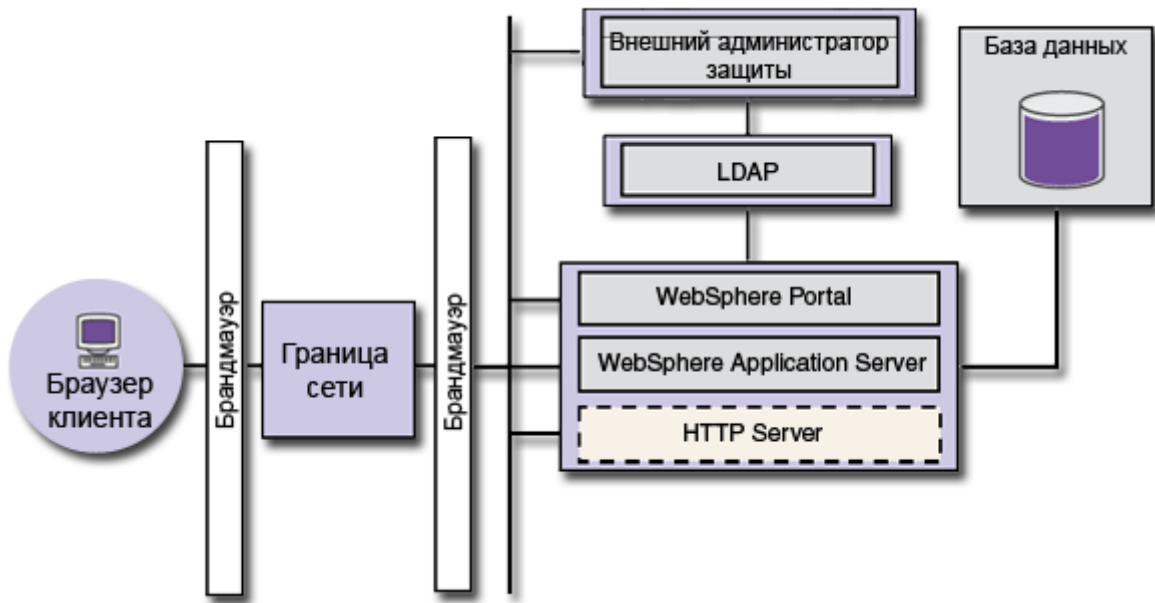 Внешний администратор
защиты
База данных
LDAP
Брандмауэр
Брандмауэр
WebSphere Portal
WebSphere Application Server
HTTP Server
Граница
сети
Браузер
клиента